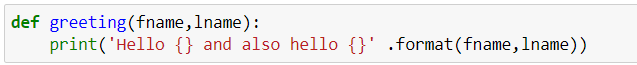 def greeting(fname,lname):
    print('Hello {} and also hello {}' .format(fname,lname))